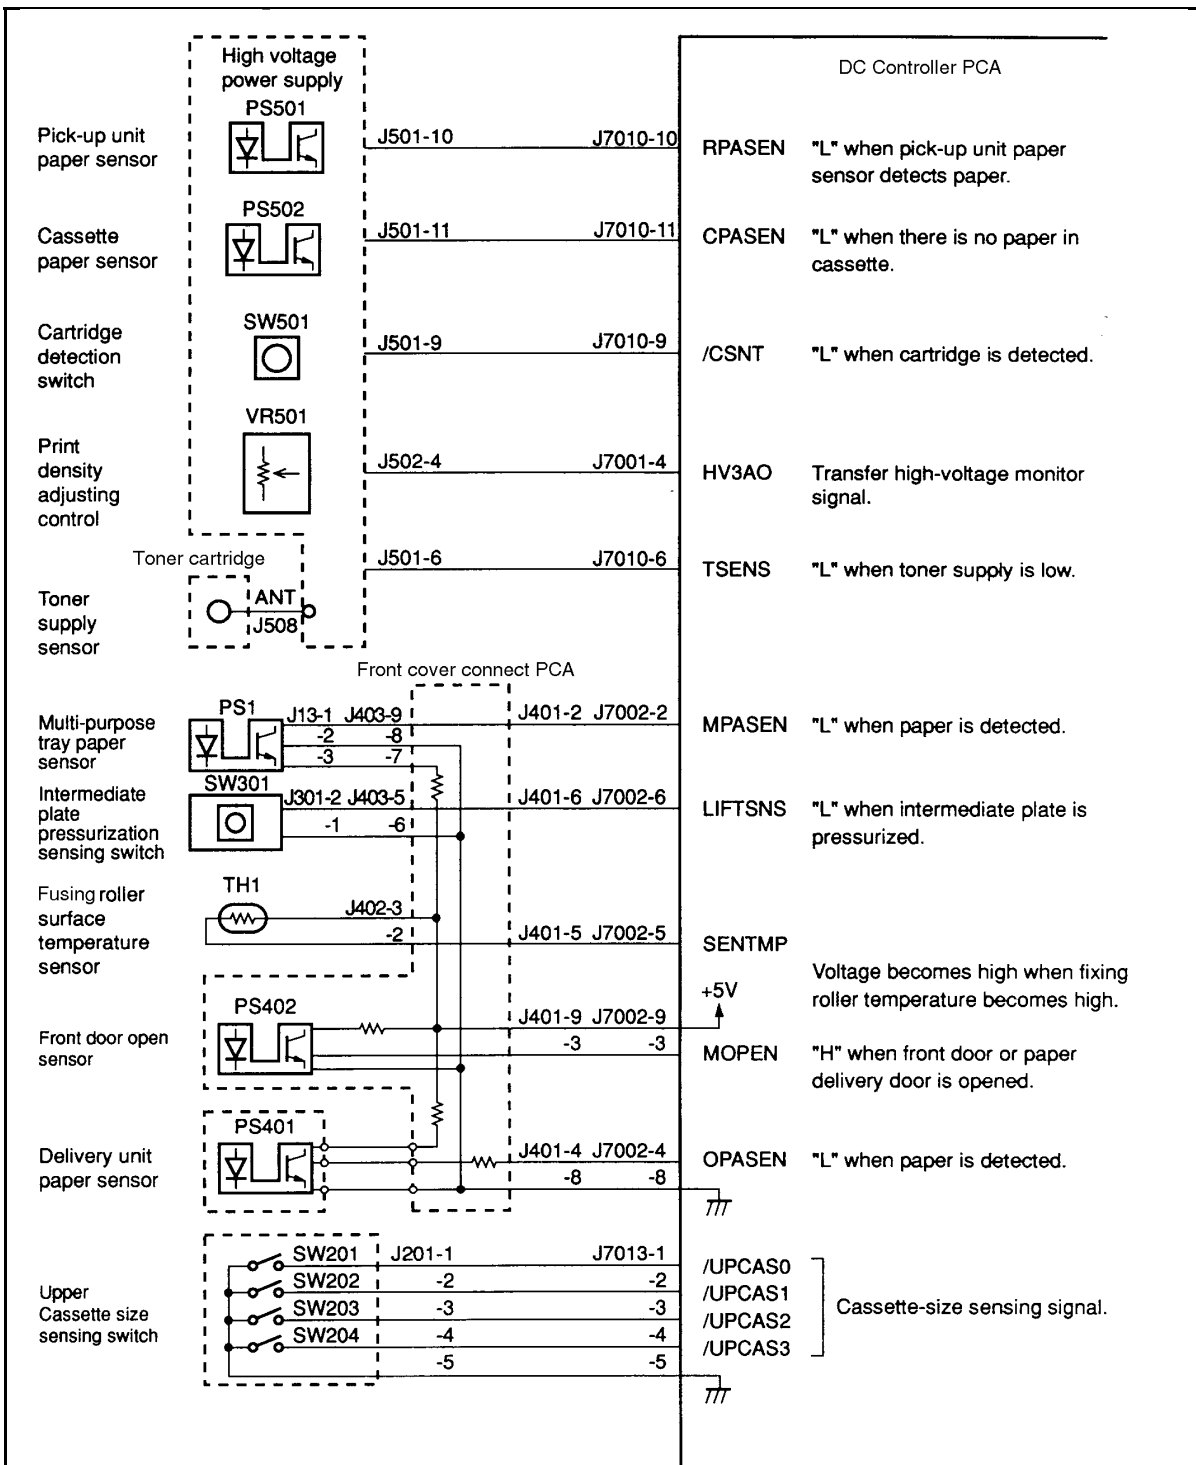 High voltage
power supply
DC Controller PCA
PS501
Pick-up unit
paper sensor
J501-10
J7010-10
RPASEN
"L" when pick-up unit paper
sensor detects paper.
PS502
Cassette
paper sensor
J501-11
J7010-11
CPASEN
"L" when there is no paper in
cassette.
SW501
Cartridge
detection
switch
J501-9
J7010-9
/CSNT
"L" when cartridge is detected.
VR501
Print
density
adjusting
control
J502-4
J7001-4
HV3AO
Transfer high-voltage monitor
signal.
Toner cartridge
J501-6
J7010-6
TSENS
"L" when toner supply is low.
Toner
supply
sensor
ANT
J508
Front cover connect PCA
PS1
Multi-purpose
tray paper
sensor
J13-1 J403-9
-2 -8
-3 -7
J401-2 J7002-2
MPASEN
"L" when paper is detected.
SW301
Intermediate
plate
pressurization
sensing switch
J301-2 J403-5
-1 -6
J401-6 J7002-6
LIFTSNS
"L" when intermediate plate is
pressurized.
TH1
Fusing roller
surface
temperature
sensor
J402-3
-2
J401-5 J7002-5
SENTMP
Voltage becomes high when fixing
roller temperature becomes high.
+5V
PS402
Front door open
sensor
J401-9 J7002-9
-3 -3
MOPEN
"H" when front door or paper
delivery door is opened.
PS401
Delivery unit
paper sensor
J401-4 J7002-4
-8 -8
OPASEN
"L" when paper is detected.
Upper
Cassette size
sensing switch
SW201
SW202
SW203
SW204
J201-1
-2
-3
-4
-5
J7013-1
-2
-3
-4
-5
/UPCAS0
/UPCAS1
/UPCAS2
/UPCAS3
Cassette-size sensing signal.